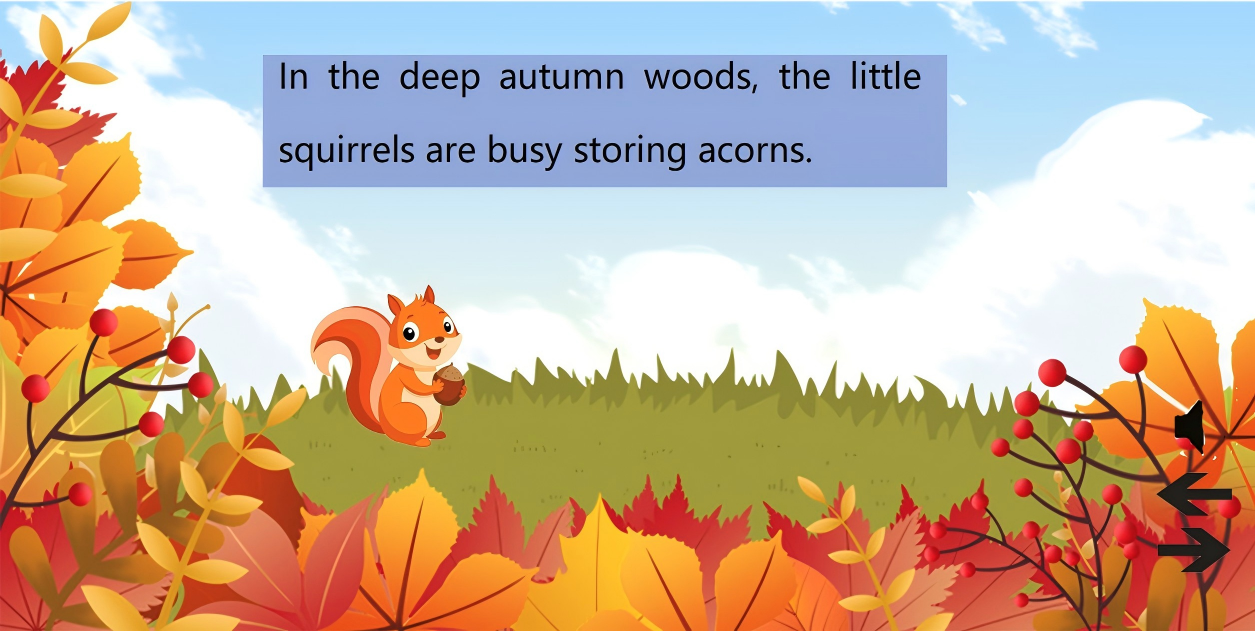 In the deep autumn woods, the little
squirrels are busy storing acorns.